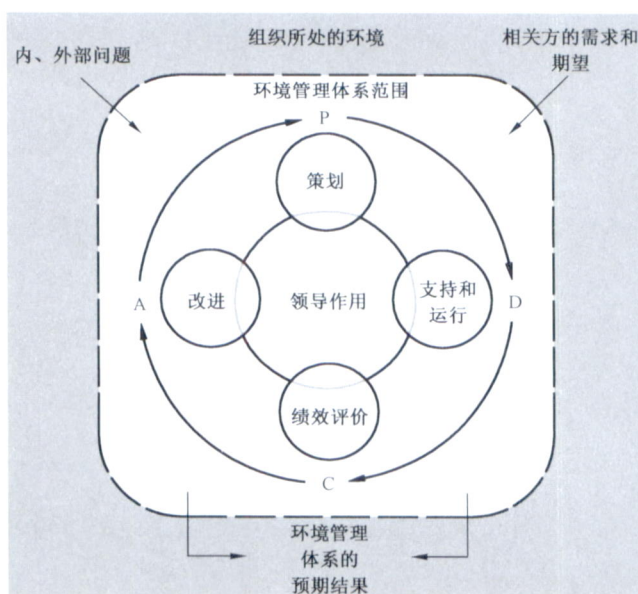 组织所处的环境
内、外部问题
相关方的需求和
期望
环境管理体系范围
P
策划
A
改进
领导作用
支持和
运行
D
绩效评价
C
环境管理
体系的
预期结果